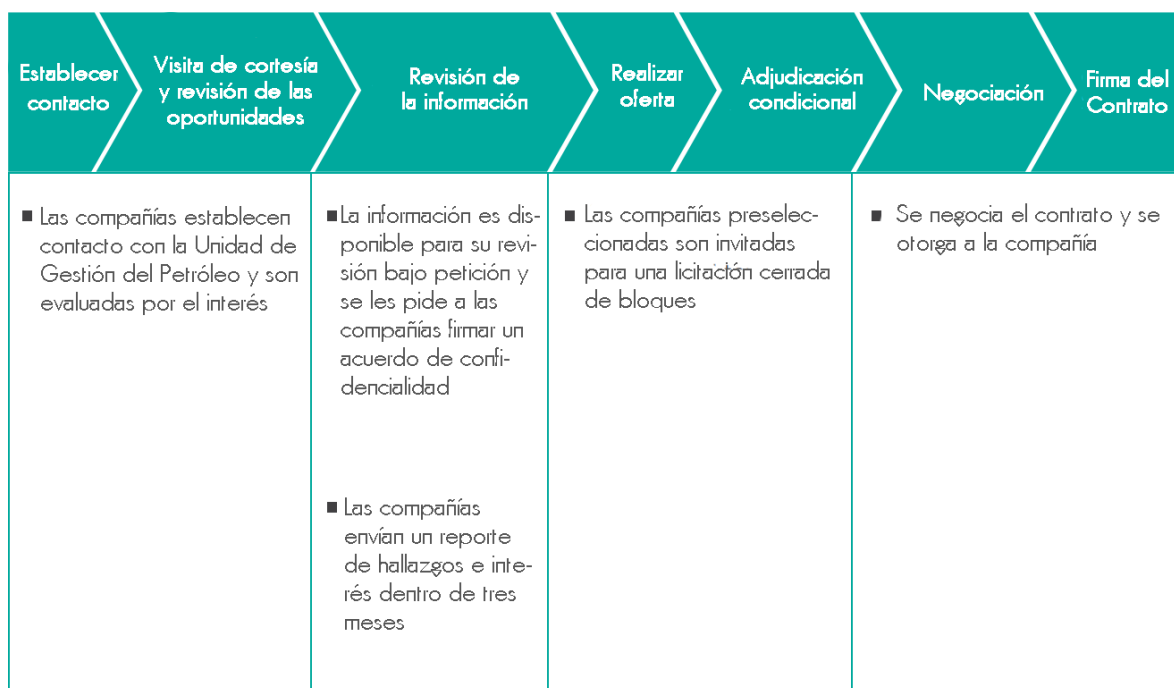 Establecer
contacto
Visita de cortesía
y revisión de las
oportunidades
Revisión de
la información
Realizar
oferta
Adjudicación
condicional
Negociación
Firma del
Contrato
■ Las compañías establecen
contacto con la Unidad de
Gestión del Petróleo y son
evaluadas por el interés
■ La información es dis-
ponible para su revi-
sión bajo petición y
se les pide a las
compañías firmar un
acuerdo de confi-
dencialidad
■ Las compañías
envían un reporte
de hallazgos e inte-
rés dentro de tres
meses
■ Las compañías preselec-
cionadas son invitadas
para una licitación cerrada
de bloques
■ Se negocia el contrato y se
otorga a la compañía